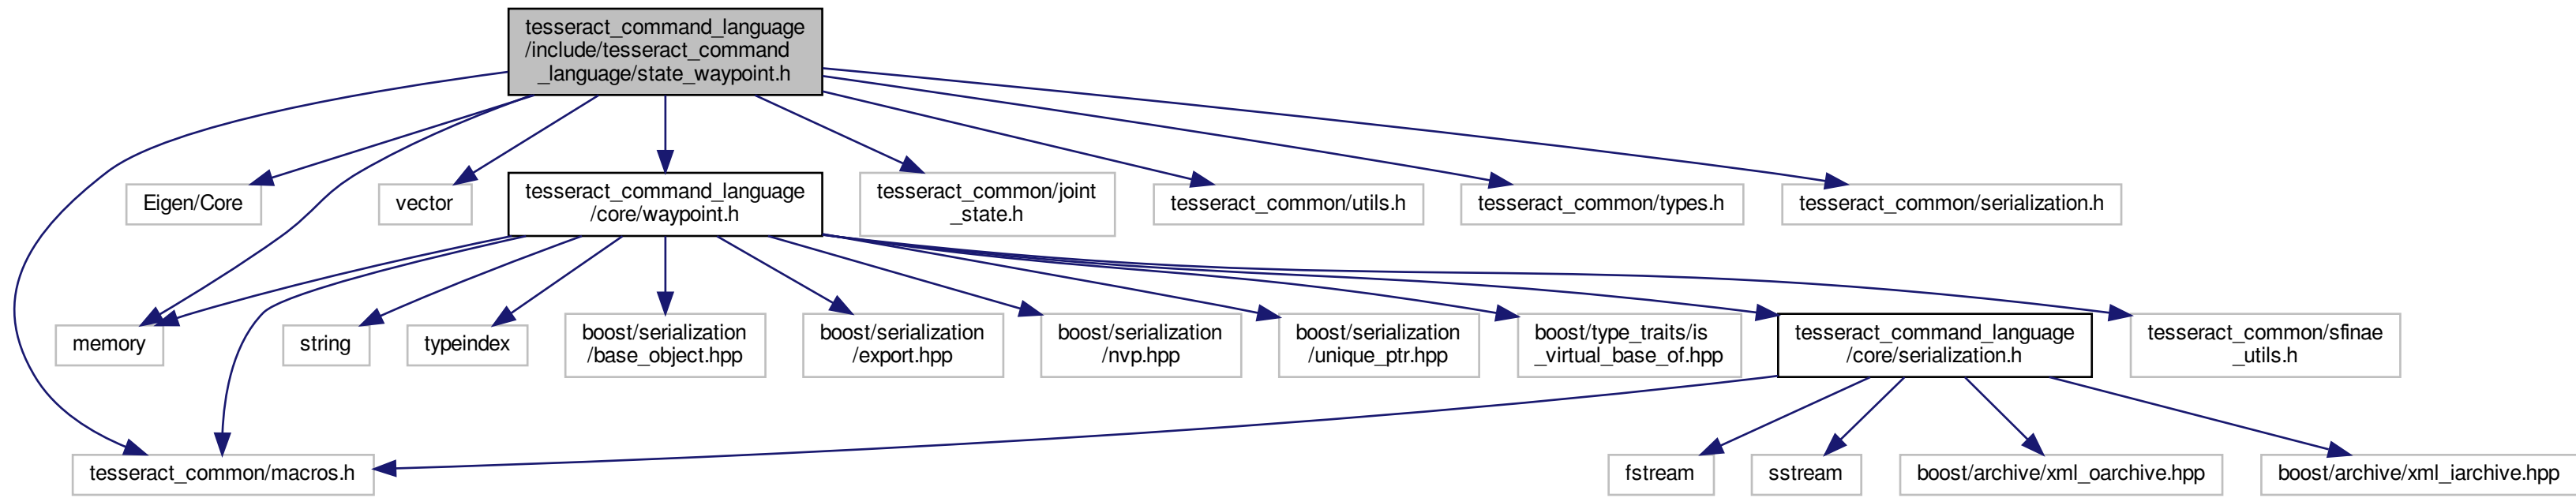 tesseract_command_language
/include/tesseract_command
_language/state_waypoint.h
Eigen/Core
vector
tesseract_command_language
/core/waypoint.h
tesseract_common/joint
_state.h
tesseract_common/utils.h
tesseract_common/types.h
tesseract_common/serialization.h
memory
string
typeindex
boost/serialization
/base_object.hpp
boost/serialization
/export.hpp
boost/serialization
/nvp.hpp
boost/serialization
/unique_ptr.hpp
boost/type_traits/is
_virtual_base_of.hpp
tesseract_command_language
/core/serialization.h
tesseract_common/sfinae
_utils.h
tesseract_common/macros.h
fstream
sstream
boost/archive/xml_oarchive.hpp
boost/archive/xml_iarchive.hpp